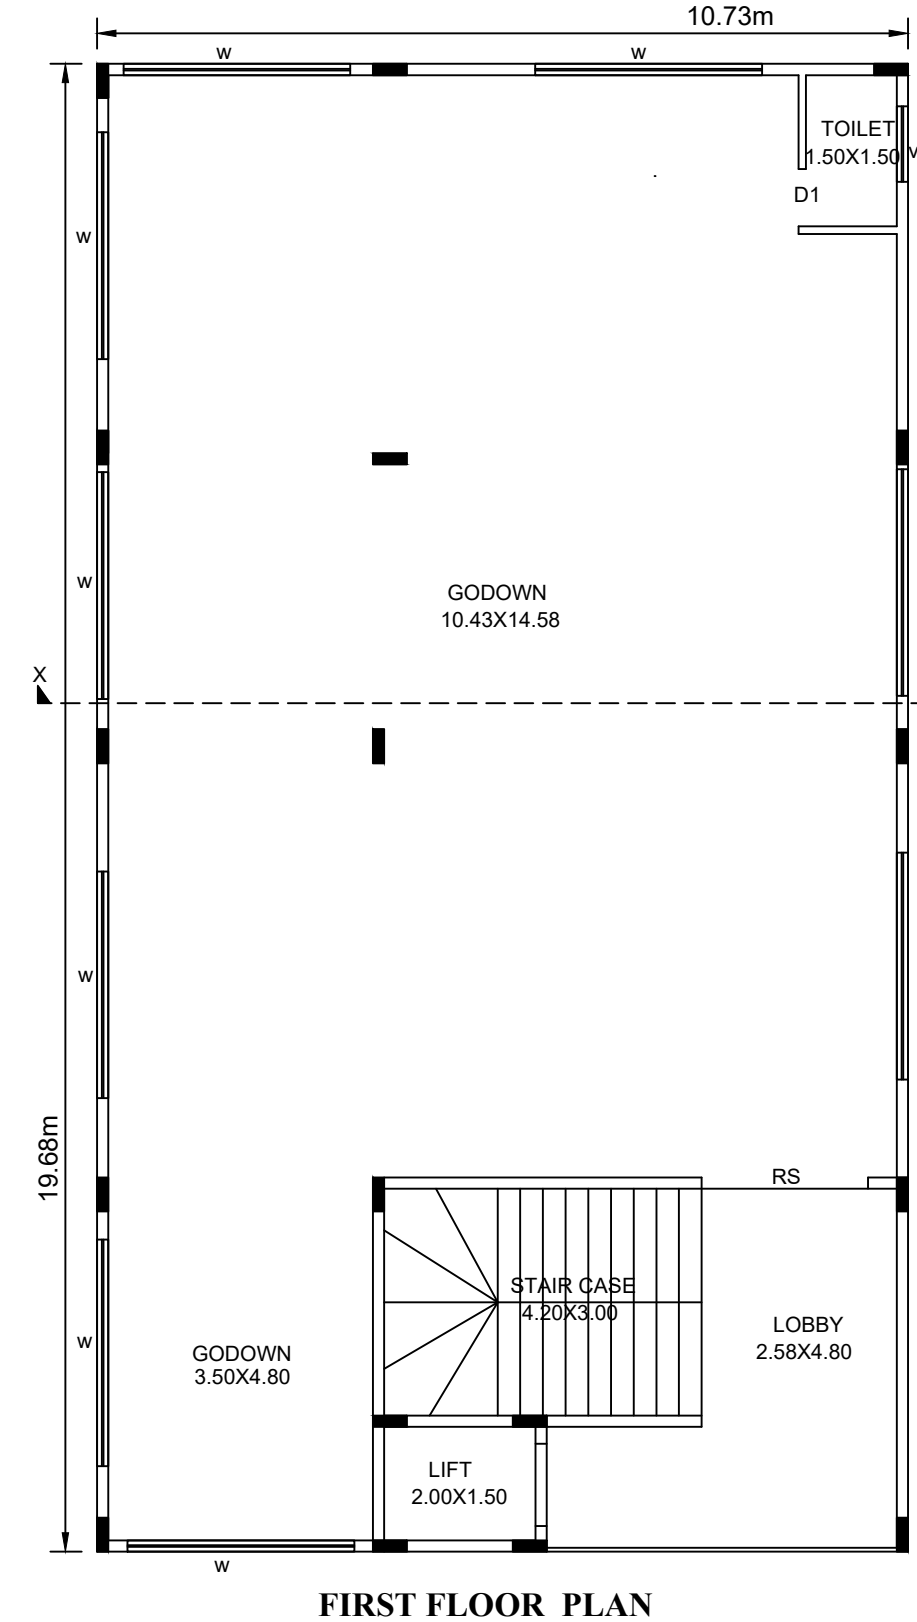 10.73m
w
w
TOILET
1.50X1.50
D1
w
w
GODOWN
10.43X14.58
X
w
19.68m
RS
STAIR CASE
4.20X3.00
LOBBY
2.58X4.80
w
GODOWN
3.50X4.80
LIFT
2.00X1.50
w
FIRST FLOOR PLAN